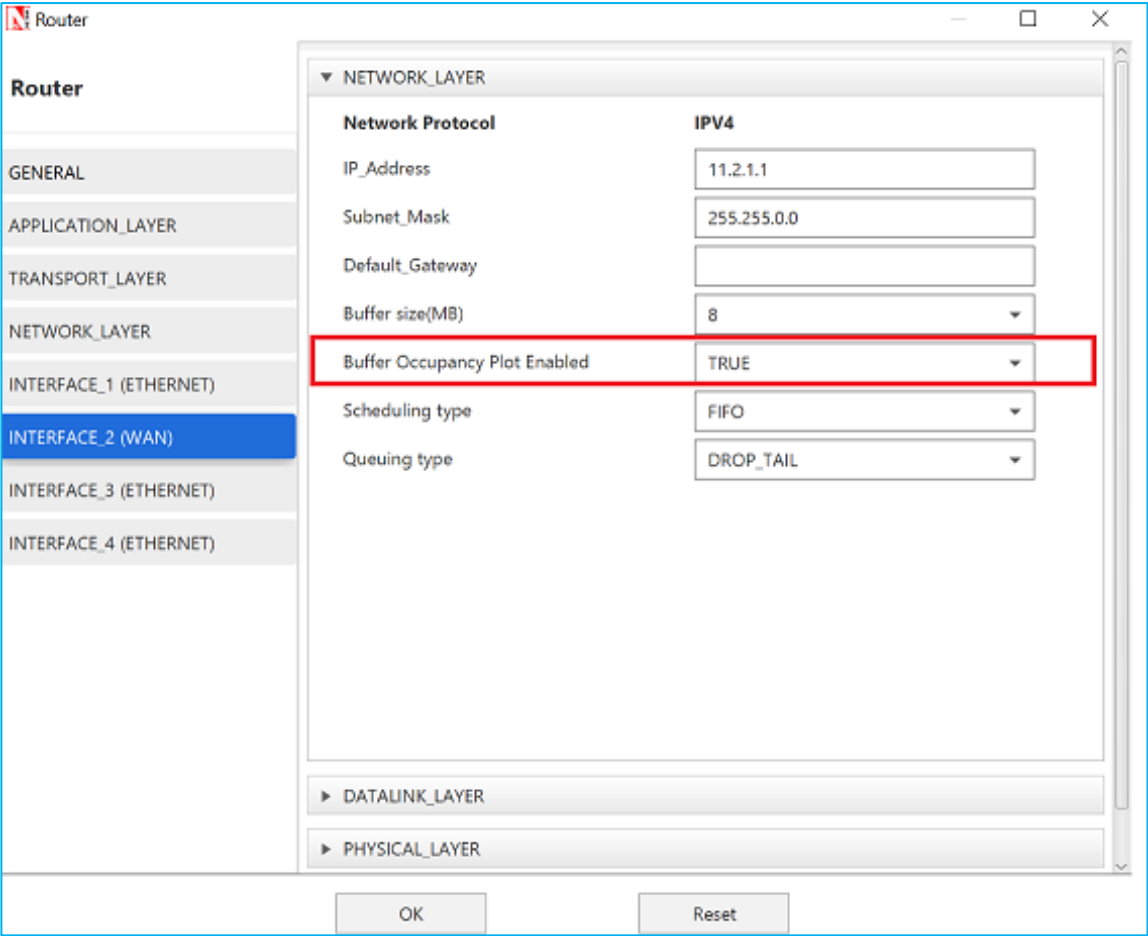 Router
Router
GENERAL
APPLICATION_LAYER
TRANSPORT_LAYER
NETWORK_LAYER
INTERFACE_1 (ETHERNET)
INTERFACE_2 (WAN)
INTERFACE_3 (ETHERNET)
INTERFACE_4 (ETHERNET)
NETWORK_LAYER
Network Protocol IPV4
IP_Address 11.2.1.1
Subnet_Mask 255.255.0.0
Default_Gateway
Buffer size(MB) 8
Buffer Occupancy Plot Enabled TRUE
Scheduling type FIFO
Queuing type DROP_TAIL
DATALINK_LAYER
PHYSICAL_LAYER
OK Reset